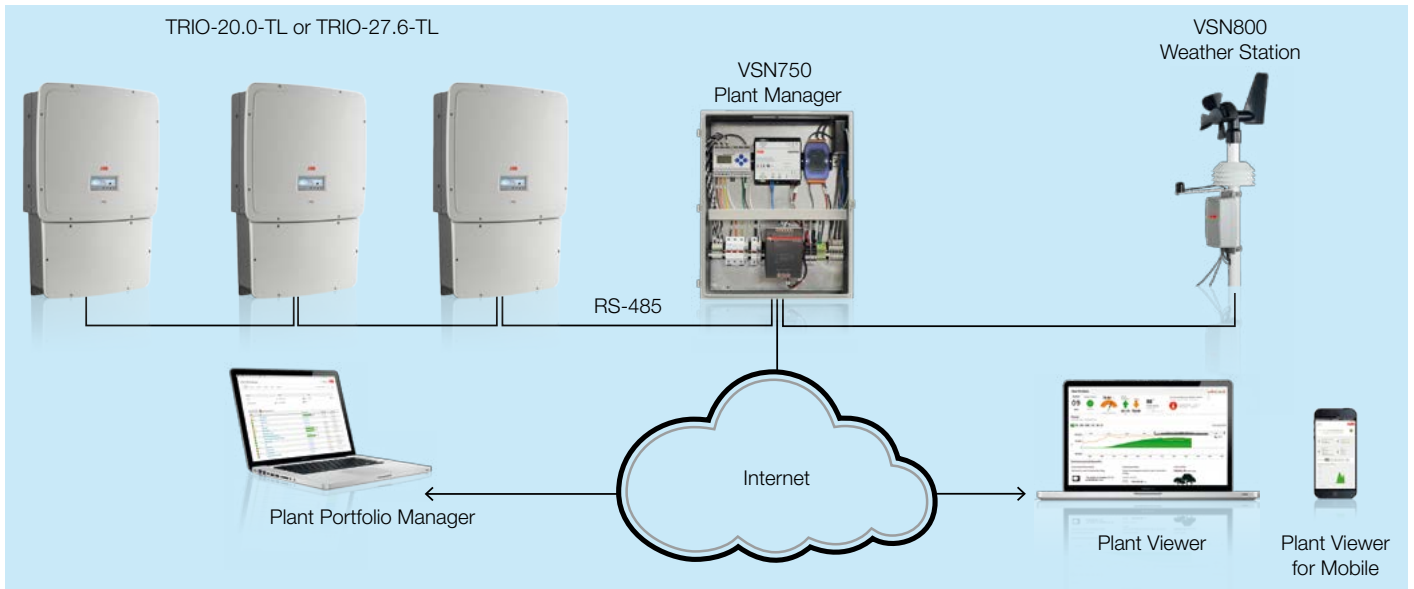 TRIO-20.0-TL or TRIO-27.6-TL
VSN750
Plant Manager
VSN800
Weather Station
RS-485
Internet
Plant Portfolio Manager
Plant Viewer
Plant Viewer
for Mobile